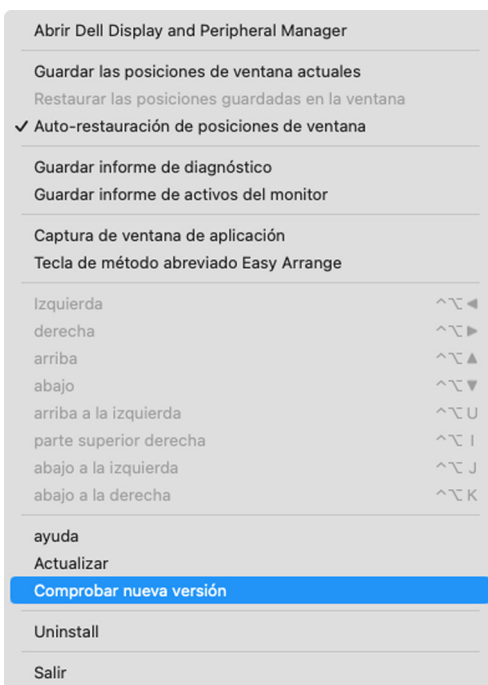 Abrir Dell Display and Peripheral Manager
Guardar las posiciones de ventana actuales
Restaurar las posiciones guardadas en la ventana
✓ Auto-restauración de posiciones de ventana
Guardar informe de diagnóstico
Guardar informe de activos del monitor
Captura de ventana de aplicación
Tecla de método abreviado Easy Arrange
Izquierda ^⌥◀
derecha ^⌥▶
arriba ^⌥▲
abajo ^⌥▼
arriba a la izquierda ^⌥U
parte superior derecha ^⌥I
abajo a la izquierda ^⌥J
abajo a la derecha ^⌥K
ayuda
Actualizar
Comprobar nueva versión
Uninstall
Salir